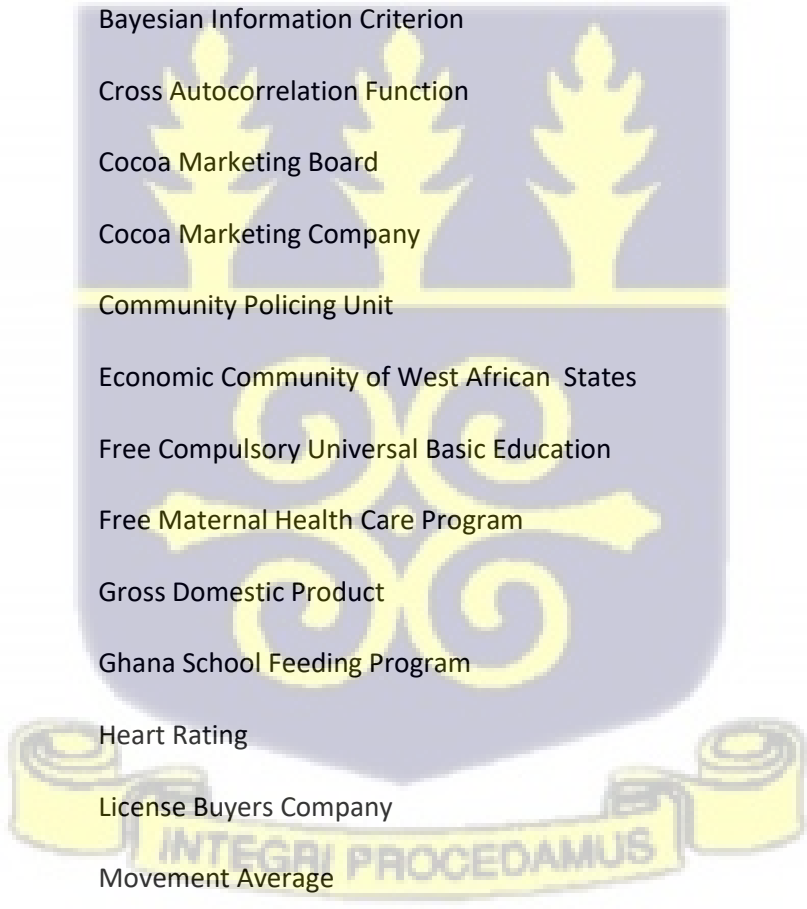 Bayesian Information Criterion
Cross Autocorrelation Function
Cocoa Marketing Board
Cocoa Marketing Company
Community Policing Unit
Economic Community of West African  States
Free Compulsory Universal Basic Education
Free Maternal Health Care Program
Gross Domestic Product
Ghana School Feeding Program
Heart Rating
License Buyers Company
INTEGRI PROCEDAMUS
Movement Average